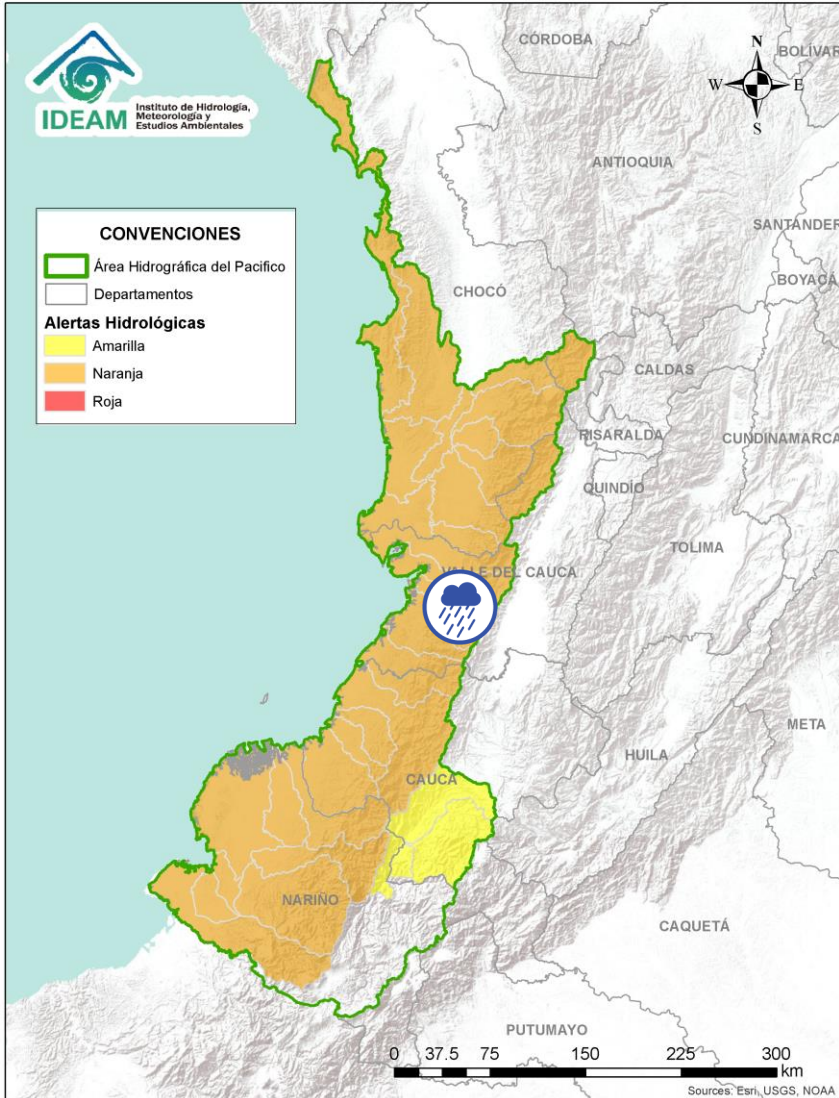 IDEAM
Instituto de Hidrología,
Meteorología y
Estudios Ambientales
CÓRDOBA
BOLÍVAR
N
W
E
S
ANTIOQUIA
SANTANDER
BOYACÁ
CHOCÓ
CONVENCIONES
Área Hidrográfica del Pacifico
Departamentos
Alertas Hidrológicas
Amarilla
Naranja
Roja
CALDAS
RISARALDA
CUNDINAMARCA
QUINDÍO
TOLIMA
VALLE DEL CAUCA
META
HUILA
CAUCA
NARIÑO
CAQUETÁ
PUTUMAYO
0 37.5 75 150 225 300
km
Sources: Esri, USGS, NOAA